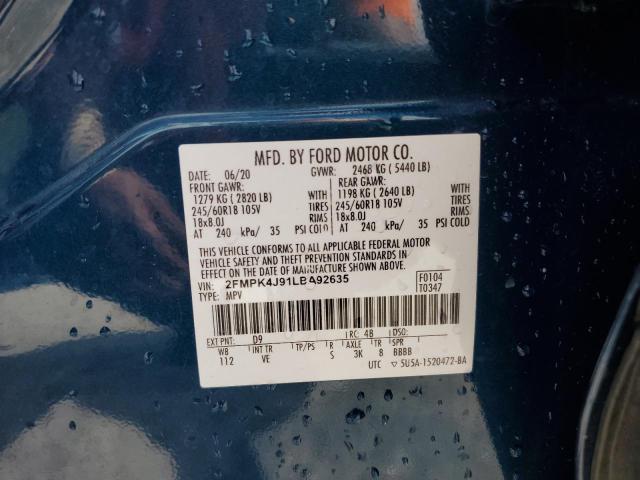 MFD. BY FORD MOTOR CO.
DATE: 06/20 GVWR: 2468 KG ( 5440 LB)
FRONT GAWR: REAR GAWR:
1279 KG ( 2820 LB) WITH 1198 KG ( 2640 LB) WITH
245/60R18 105V TIRES 245/60R18 105V TIRES
18x8.0J RIMS 18x8.0J RIMS
AT 240 kPa/ 35 PSI COLD AT 240 kPa/ 35 PSI COLD
THIS VEHICLE CONFORMS TO ALL APPLICABLE FEDERAL MOTOR
VEHICLE SAFETY AND THEFT PREVENTION STANDARDS IN
EFFECT ON THE DATE OF MANUFACTURE SHOWN ABOVE.
VIN: 2FMPK4J91LBA92635 F0104
TYPE: MPV T0347
EXT PNT: D9 RC: 48 DSO:
WB INT TR TP/PS R AXLE TR SPR
112 VE S 3K 8 BBBB
UTC ▽ 5U5A-1520472-BA